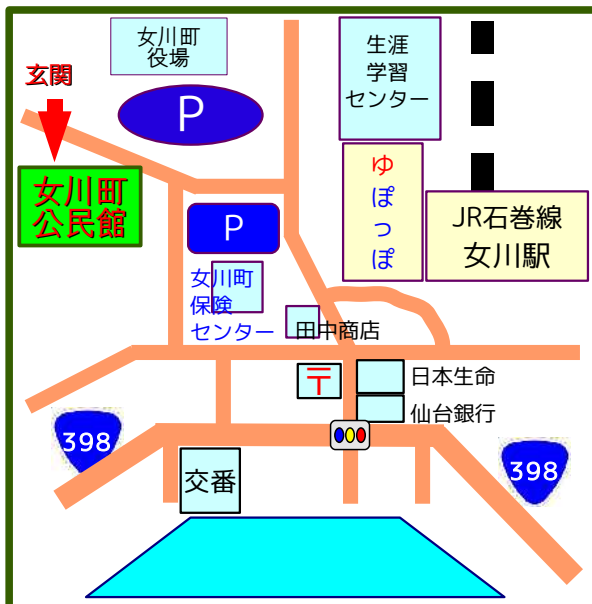 女川町
役場
玄関
P
生涯
学習
センター
女川町
公民館
P
ゆ
ぽ
っ
ぽ
JR石巻線
女川駅
女川町
保険
センター
田中商店
〒
日本生命
仙台銀行
398
交番
398